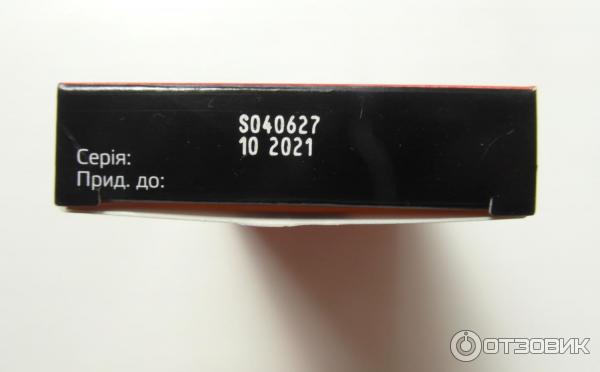 S040627
10 2021
Серія:
Прид. до:
ОТЗОВИК